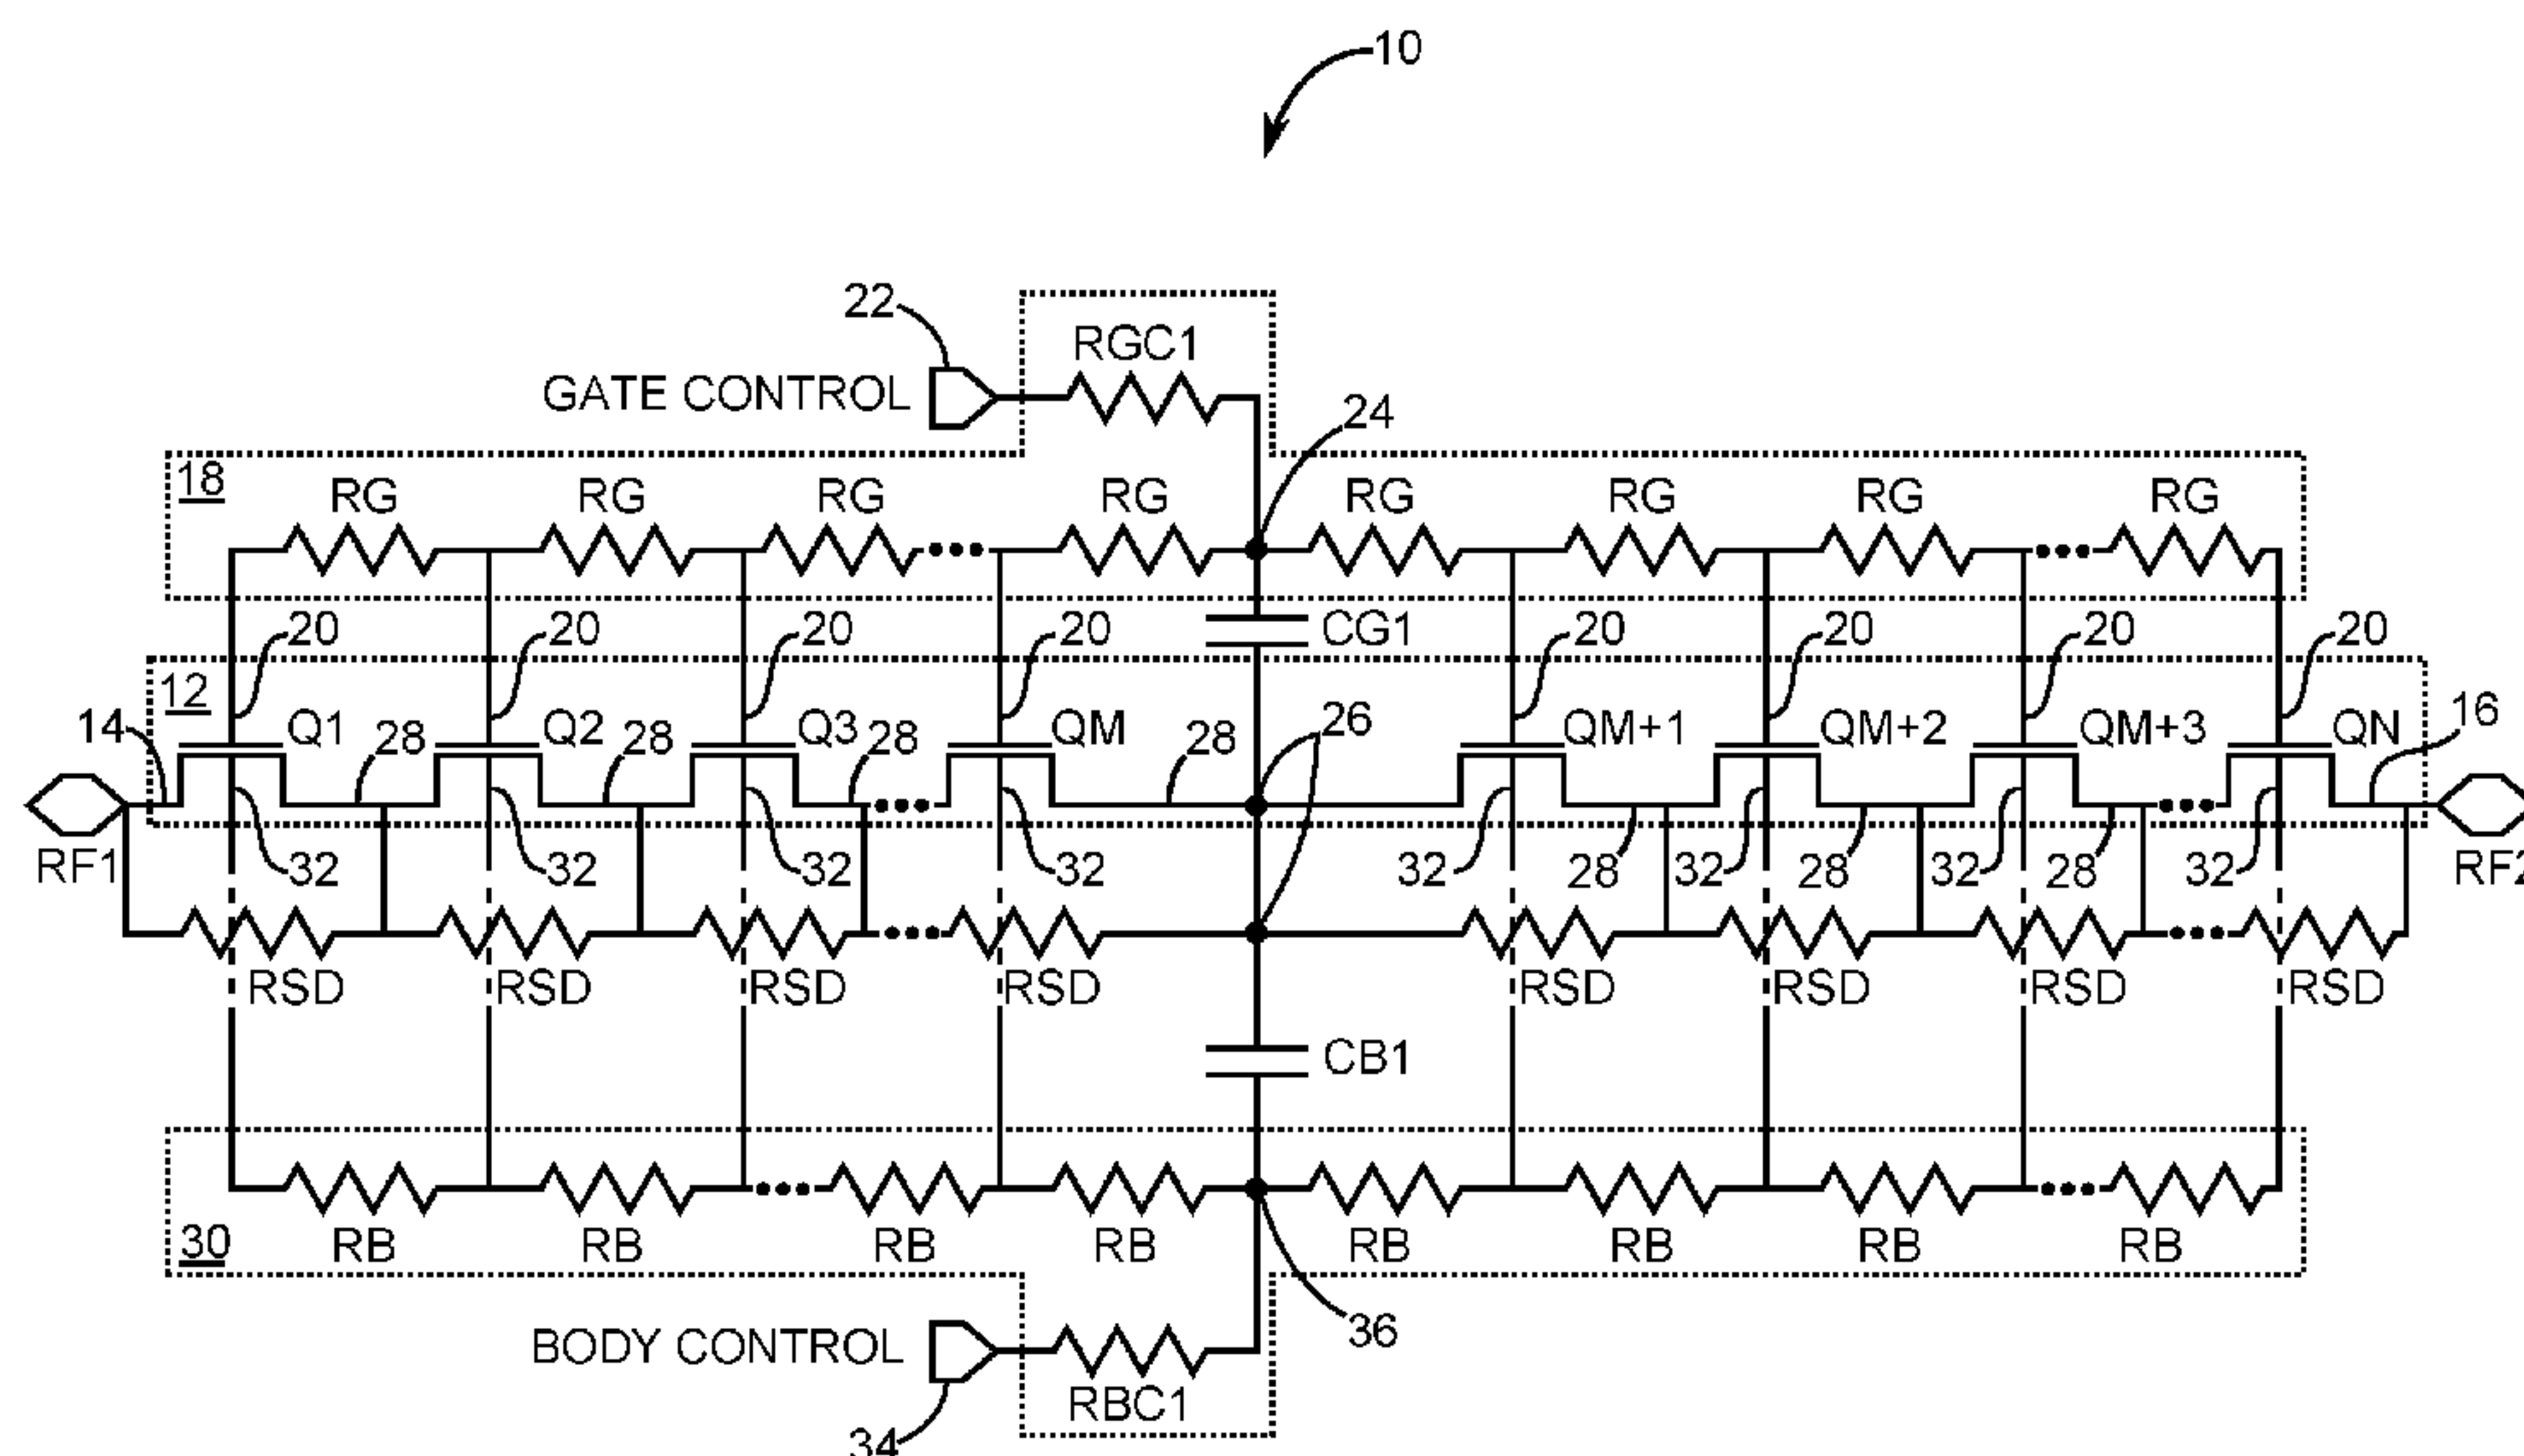 10
22
RGC1
GATE CONTROL
24
18
RG RG RG RG RG RG RG RG
20 20 20 20 CG1 20 20 20 20
12
14 Q1 28 Q2 28 Q3 28 QM 28 26 QM+1 QM+2 QM+3 QN 16
RF1 32 32 32 32 32 28 32 28 32 28 32 RF2
RSD RSD RSD RSD RSD RSD RSD RSD
CB1
30 RB RB RB RB RB RB RB RB
36
BODY CONTROL
RBC1
34